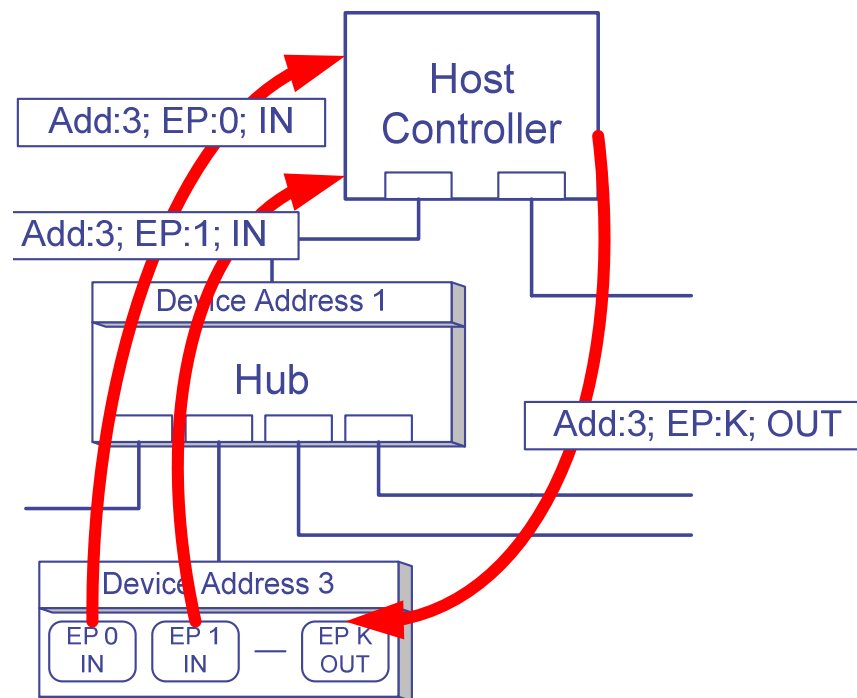 Host
Controller
Add:3; EP:0; IN
Add:3; EP:1; IN
Device Address 1
Hub
Add:3; EP:K; OUT
Device Address 3
EP 0
IN
EP 1
IN
EP K
OUT